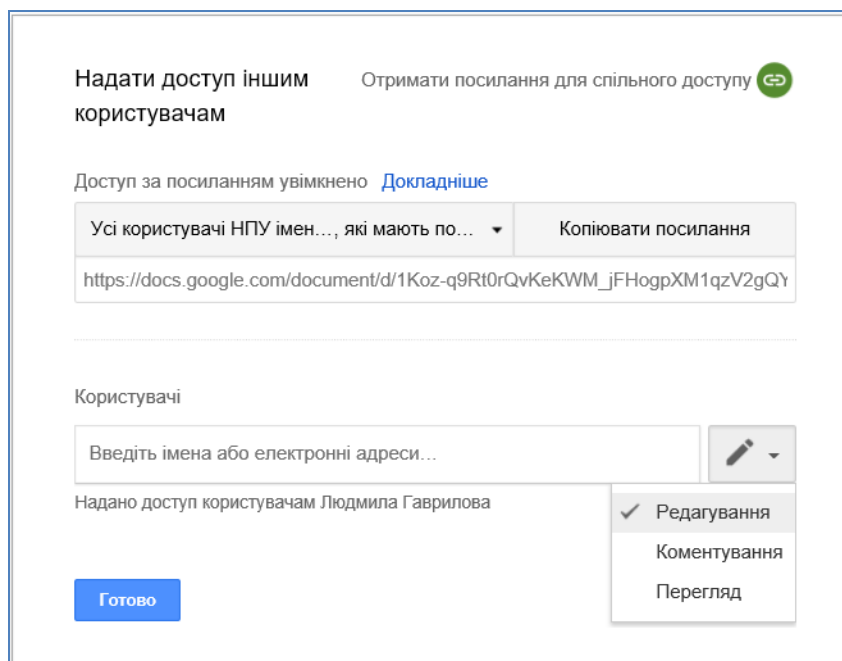 Надати доступ іншим
користувачам
Отримати посилання для спільного доступу
Доступ за посиланням увімкнено Докладніше
Усі користувачі НПУ імен…, які мають по…
Копіювати посилання
https://docs.google.com/document/d/1Koz-q9Rt0rQvKeKWM_jFHogpXM1qzV2gQY
Користувачі
Введіть імена або електронні адреси…
Надано доступ користувачам Людмила Гаврилова
Редагування
Коментування
Перегляд
Готово